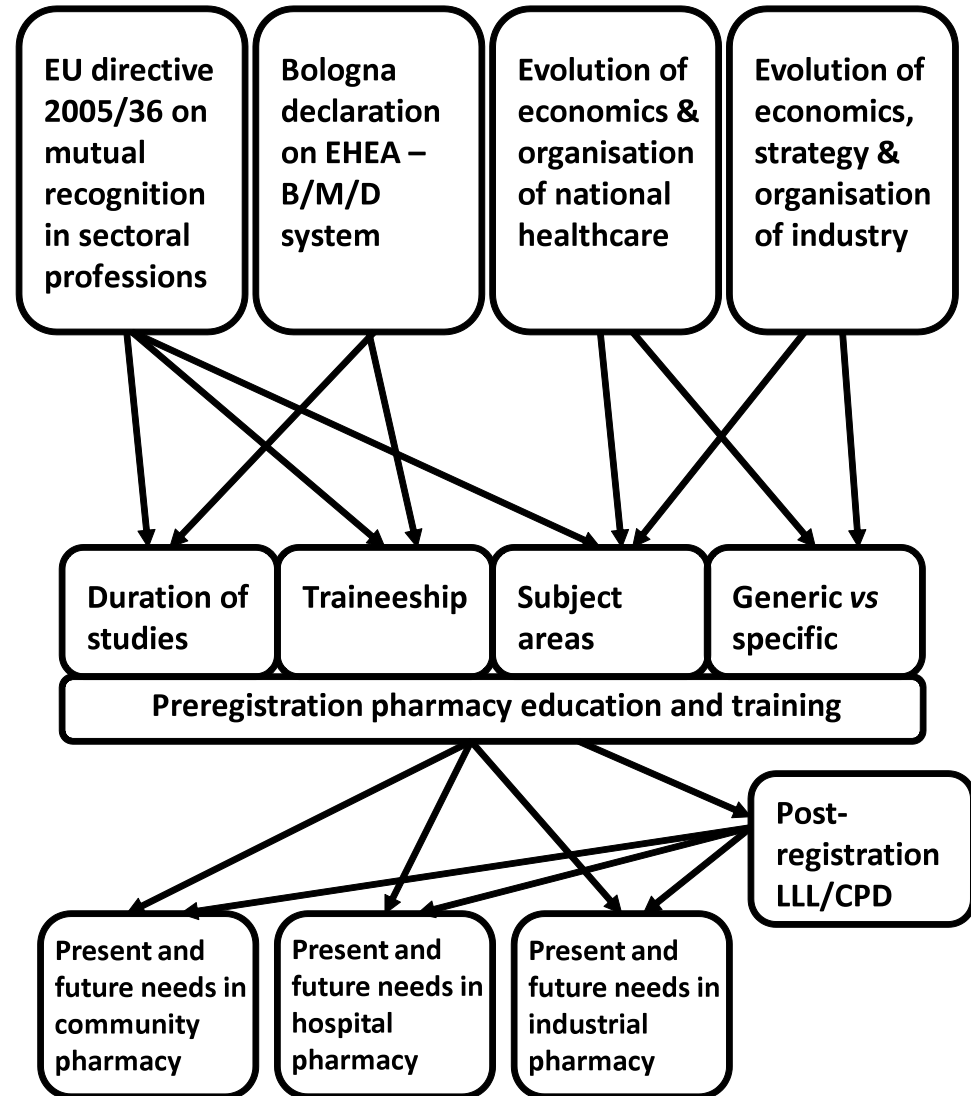 EU directive
2005/36 on
mutual
recognition
in sectoral
professions
Bologna
declaration
on EHEA –
B/M/D
system
Evolution of
economics &
organisation
of national
healthcare
Evolution of
economics,
strategy &
organisation
of industry
Duration of
studies
Traineeship
Subject
areas
Generic vs
specific
Preregistration pharmacy education and training
Post-
registration
LLL/CPD
Present and
future needs in
community
pharmacy
Present and
future needs in
hospital
pharmacy
Present and
future needs in
industrial
pharmacy